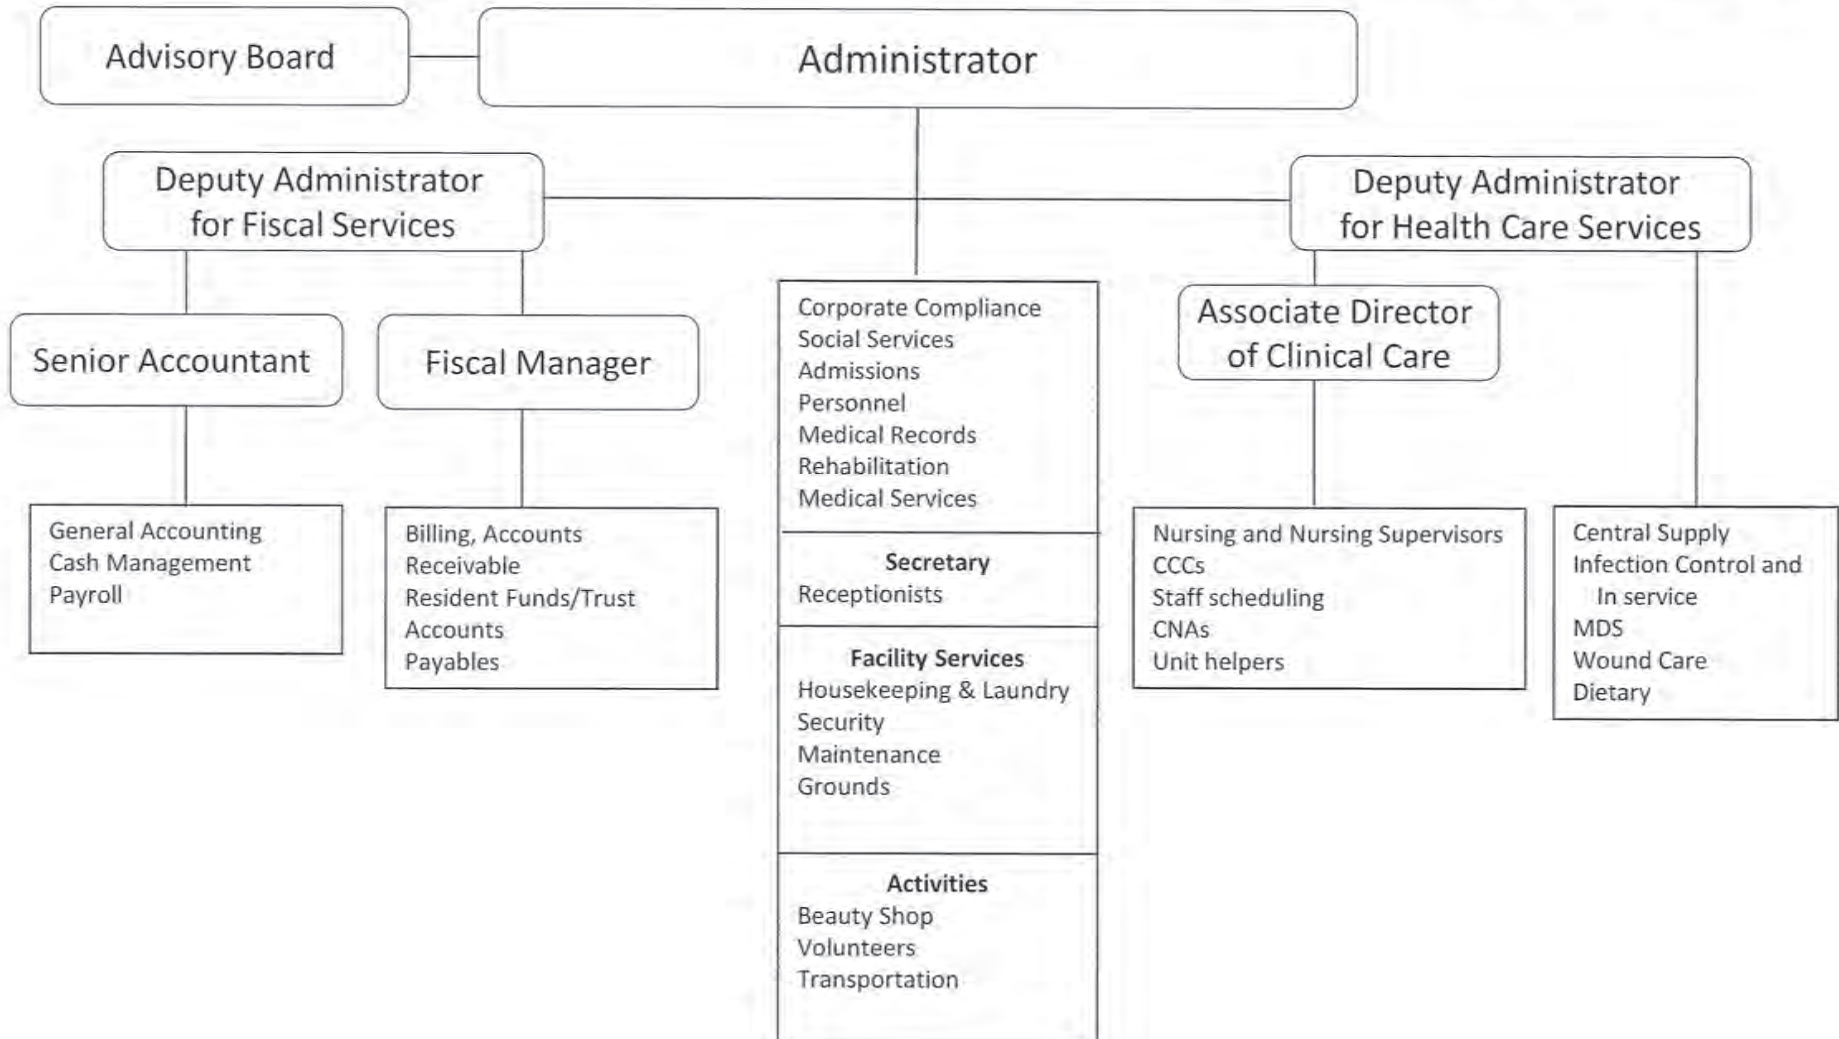 Advisory Board
Administrator
Deputy Administrator
for Fiscal Services
Deputy Administrator
for Health Care Services
Senior Accountant
Fiscal Manager
Associate Director
of Clinical Care
General Accounting
Cash Management
Payroll
Billing, Accounts
Receivable
Resident Funds/Trust
Accounts
Payables
Corporate Compliance
Social Services
Admissions
Personnel
Medical Records
Rehabilitation
Medical Services
Secretary
Receptionists
Facility Services
Housekeeping & Laundry
Security
Maintenance
Grounds
Activities
Beauty Shop
Volunteers
Transportation
Nursing and Nursing Supervisors
CCCs
Staff scheduling
CNAs
Unit helpers
Central Supply
Infection Control and
In service
MDS
Wound Care
Dietary